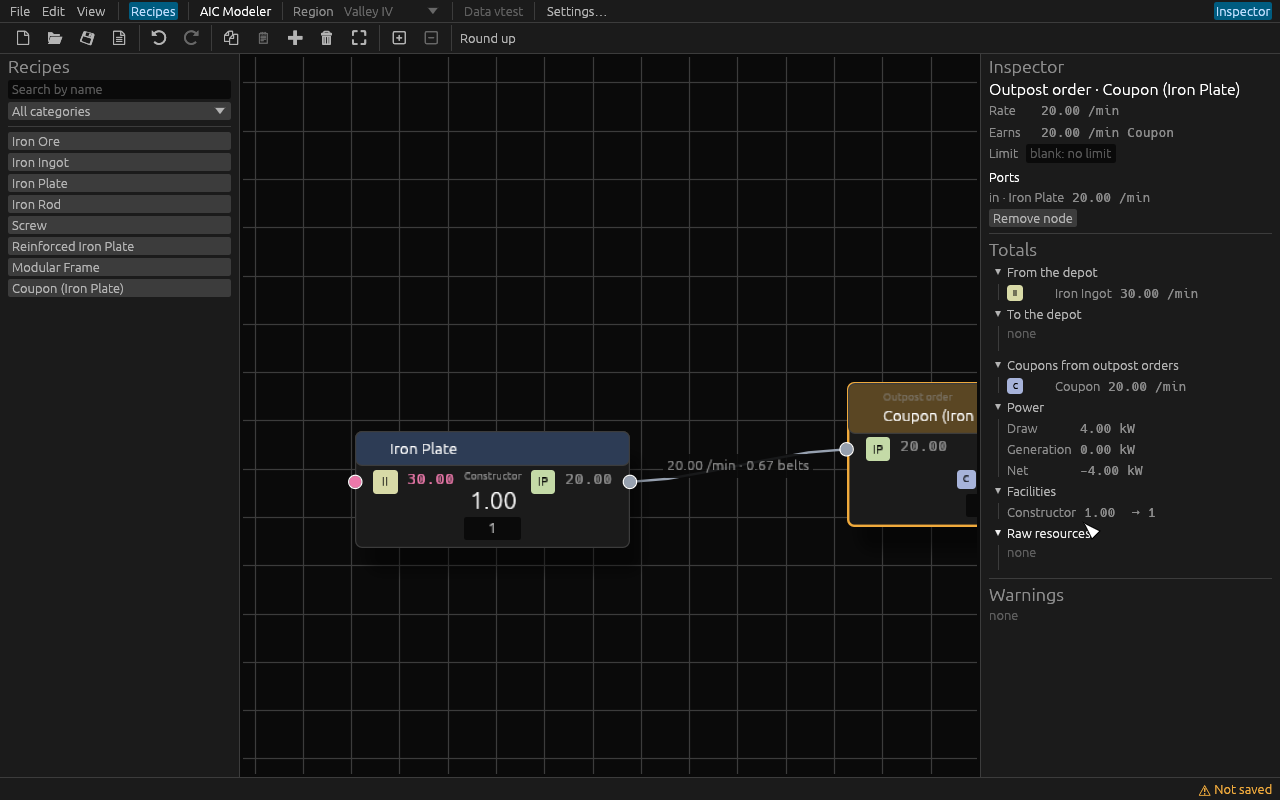 File Edit View Recipes AIC Modeler Region Valley IV Data vtest Settings… Inspector
Round up
Recipes
Search by name
All categories
Iron Ore
Iron Ingot
Iron Plate
Iron Rod
Screw
Reinforced Iron Plate
Modular Frame
Coupon (Iron Plate)
Iron Plate
II 30.00 Constructor IP 20.00
1.00
1
20.00 /min · 0.67 belts
Outpost order
Coupon (Iron
IP 20.00
C
Inspector
Outpost order · Coupon (Iron Plate)
Rate 20.00 /min
Earns 20.00 /min Coupon
Limit blank: no limit
Ports
in · Iron Plate 20.00 /min
Remove node
Totals
From the depot
II Iron Ingot 30.00 /min
To the depot
none
Coupons from outpost orders
C Coupon 20.00 /min
Power
Draw 4.00 kW
Generation 0.00 kW
Net −4.00 kW
Facilities
Constructor 1.00 → 1
Raw resources
none
Warnings
none
⚠ Not saved